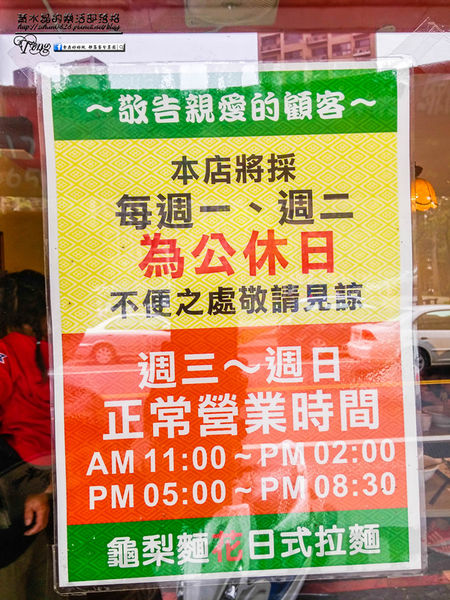 ～敬告親愛的顧客～
本店將採
每週一、週二
為公休日
不便之處敬請見諒
週三～週日
正常營業時間
AM 11:00～PM 02:00
PM 05:00～PM 08:30
龜梨麵花日式拉麵